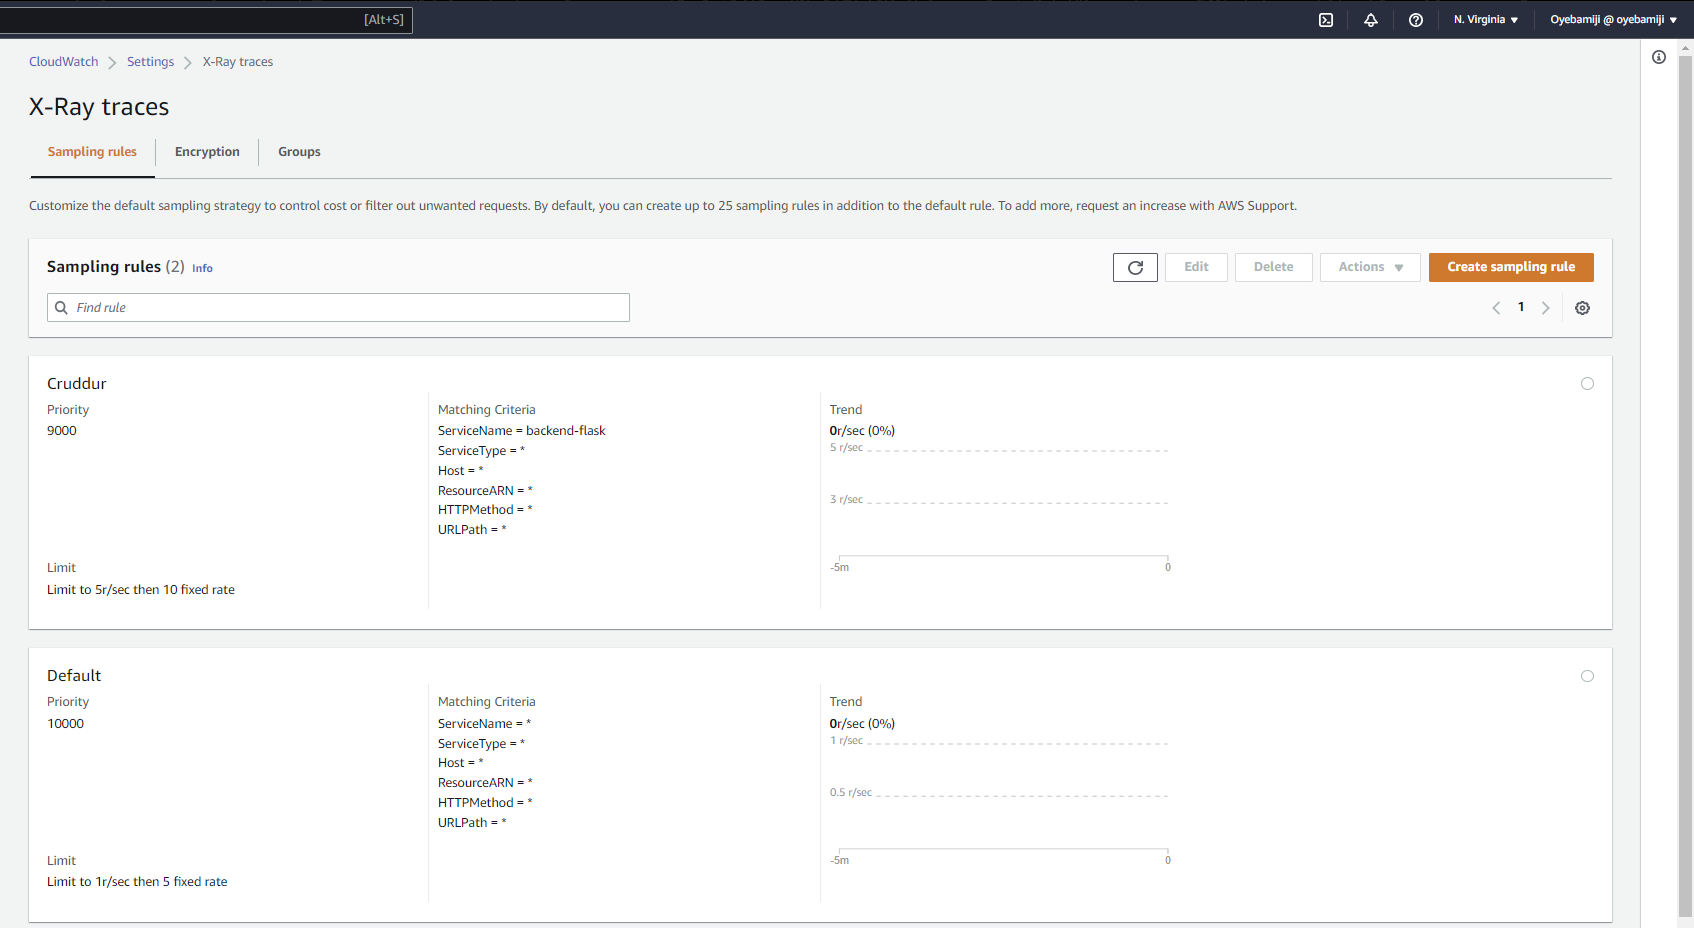 [Alt+S]
N. Virginia ▼
Oyebamiji @ oyebamiji ▼
CloudWatch > Settings > X-Ray traces
X-Ray traces
Sampling rules
Encryption
Groups
Customize the default sampling strategy to control cost or filter out unwanted requests. By default, you can create up to 25 sampling rules in addition to the default rule. To add more, request an increase with AWS Support.
Sampling rules (2) Info
Edit
Delete
Actions ▼
Create sampling rule
Find rule
1
Cruddur
Priority
9000
Limit
Limit to 5r/sec then 10 fixed rate
Matching Criteria
ServiceName = backend-flask
ServiceType = *
Host = *
ResourceARN = *
HTTPMethod = *
URLPath = *
Trend
0r/sec (0%)
5 r/sec
3 r/sec
-5m 0
Default
Priority
10000
Limit
Limit to 1r/sec then 5 fixed rate
Matching Criteria
ServiceName = *
ServiceType = *
Host = *
ResourceARN = *
HTTPMethod = *
URLPath = *
Trend
0r/sec (0%)
1 r/sec
0.5 r/sec
-5m 0